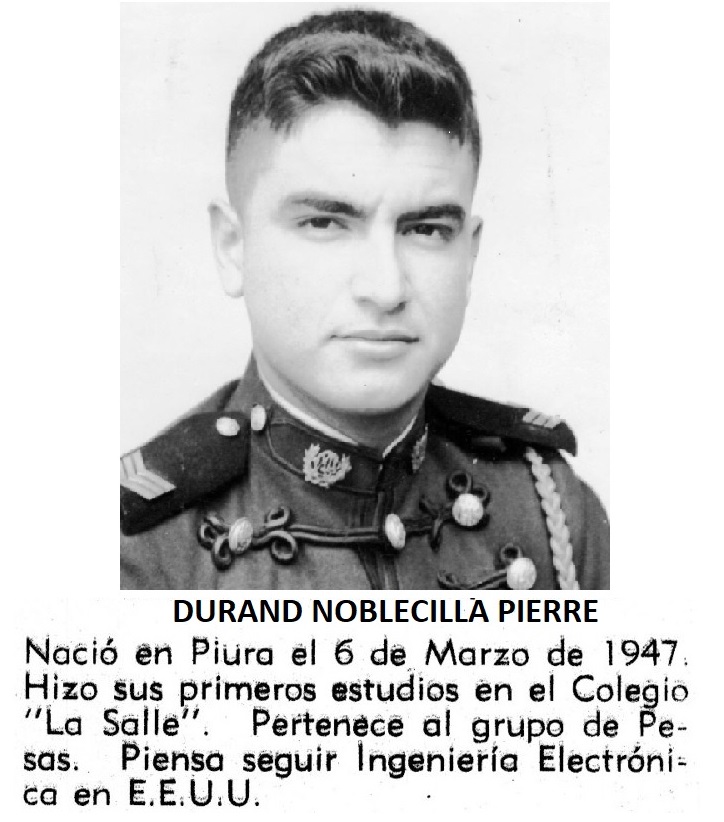 DURAND NOBLECILLA PIERRE
Nació en Piura el 6 de Marzo de 1947.
Hizo sus primeros estudios en el Colegio
"La Salle". Pertenece al grupo de Pe-
sas. Piensa seguir Ingeniería Electróni-
ca en E.E.U.U.